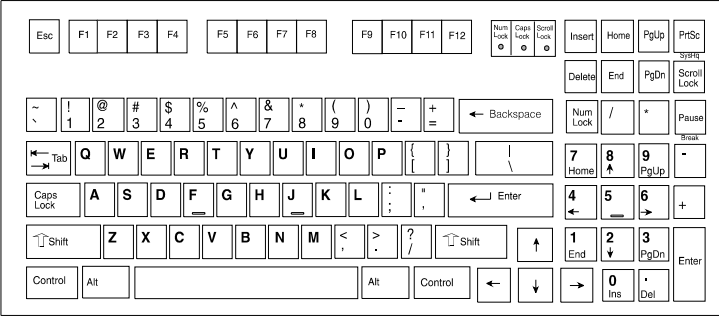 Esc F1 F2 F3 F4 F5 F6 F7 F8 F9 F10 F11 F12 Num Lock Caps Lock Scroll Lock Insert Home PgUp PrtSc
SysHq
Delete End PgDn Scroll Lock
~ ! @ # $ % ^ & * ( ) – +
` 1 2 3 4 5 6 7 8 9 0 - = ← Backspace Num Lock / * Pause
Break
Tab Q W E R T Y U I O P { } |
[ ] \ 7 Home 8 ↑ 9 PgUp -
Caps Lock A S D F G H J K L : "
; ' Enter 4 ← 5 6 → +
Shift Z X C V B N M < > ?
, . / Shift ↑ 1 End 2 ↓ 3 PgDn Enter
Control Alt Alt Control ← ↓ → 0 Ins . Del